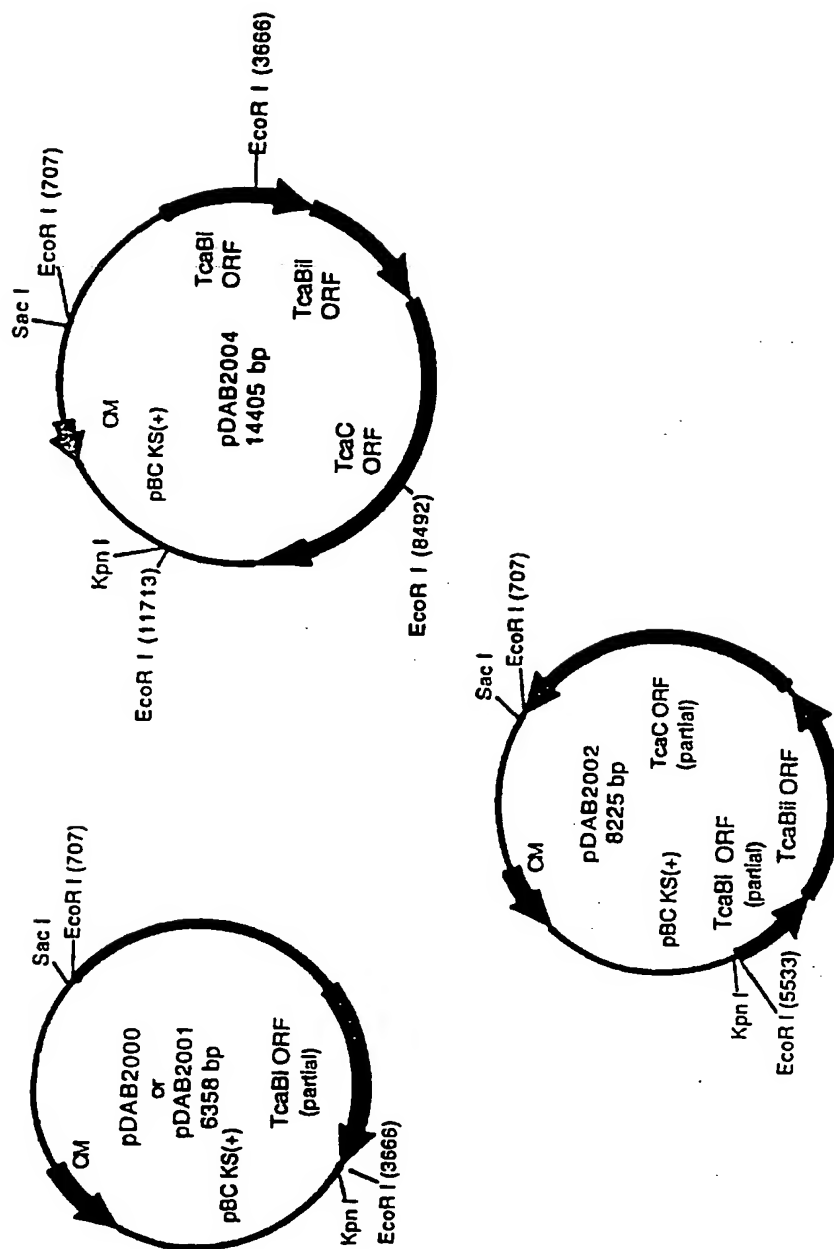 Sac I
EcoR I (707)
CM
pDAB2000
or
pDAB2001
6358 bp
pBC KS(+)
TcaBi ORF
(partial)
Kpn I
EcoR I (3666)
Sac I
EcoR I (707)
CM
pDAB2002
8225 bp
pBC KS(+)
TcaC ORF
(partial)
TcaBi ORF
(partial)
TcaBii ORF
Kpn I
EcoR I (5533)
Sac I
EcoR I (707)
EcoR I (3666)
CM
pBC KS(+)
pDAB2004
14405 bp
TcaBi
ORF
TcaBii
ORF
TcaC
ORF
Kpn I
EcoR I (11713)
EcoR I (8492)